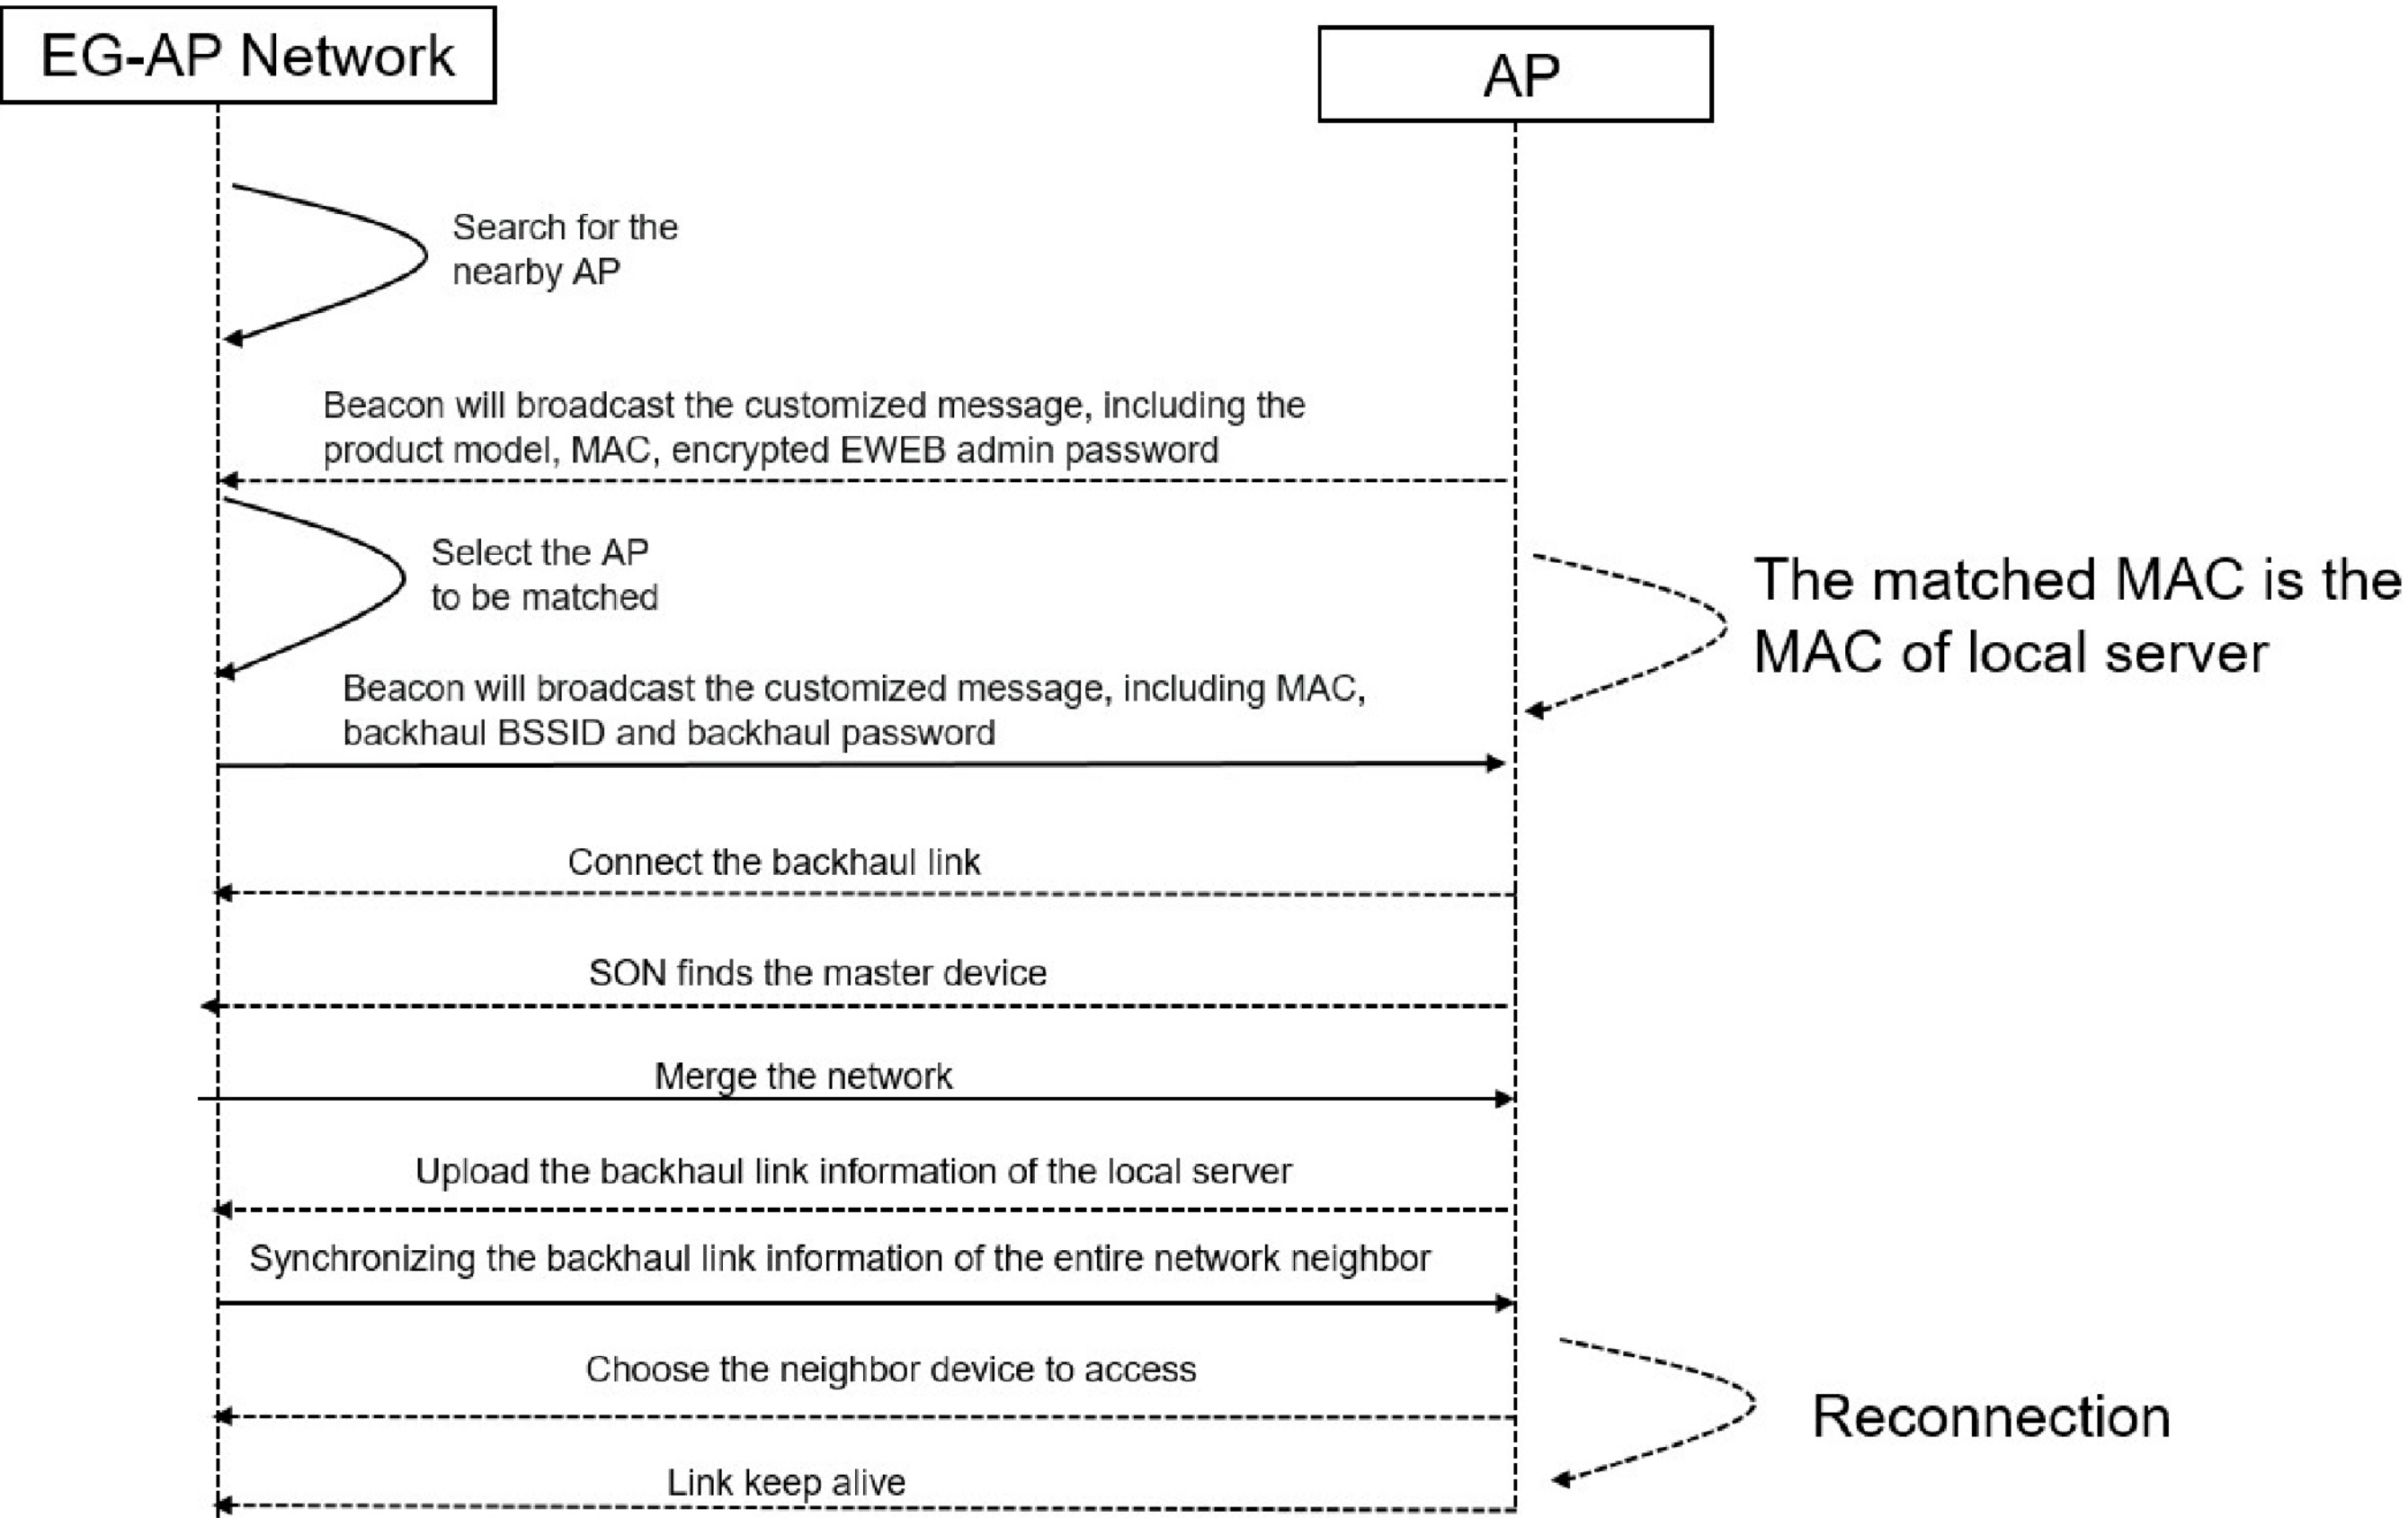 EG-AP Network
AP
Search for the
nearby AP
Beacon will broadcast the customized message, including the
product model, MAC, encrypted EWEB admin password
Select the AP
to be matched
The matched MAC is the
MAC of local server
Beacon will broadcast the customized message, including MAC,
backhaul BSSID and backhaul password
Connect the backhaul link
SON finds the master device
Merge the network
Upload the backhaul link information of the local server
Synchronizing the backhaul link information of the entire network neighbor
Choose the neighbor device to access
Reconnection
Link keep alive